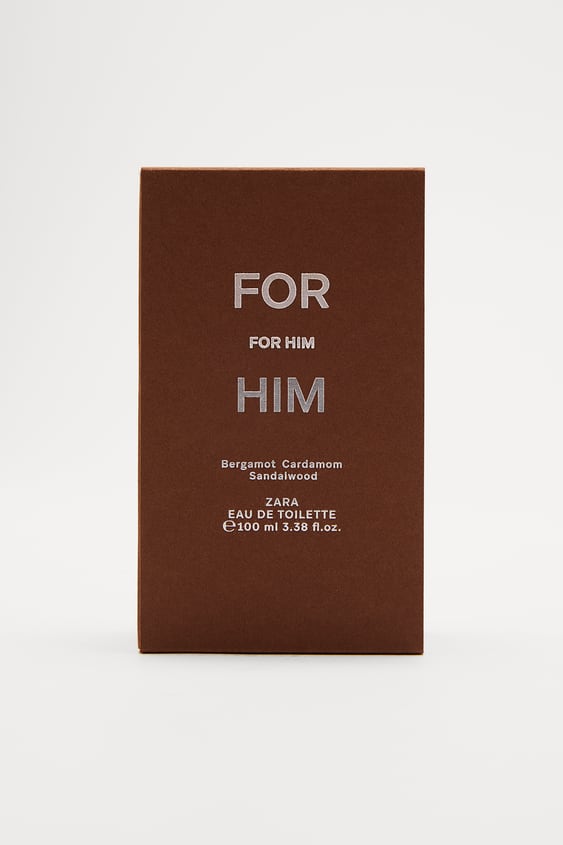 FOR
FOR HIM
HIM
Bergamot Cardamom
Sandalwood
ZARA
EAU DE TOILETTE
℮100 ml 3.38 fl.oz.